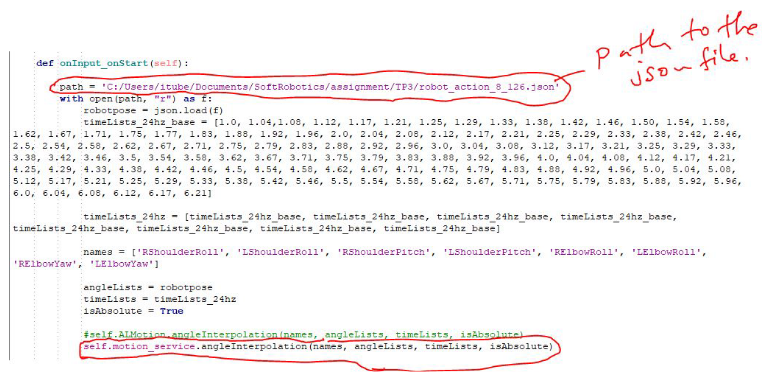 def onInput_onStart(self):
path = 'C:/Users/itube/Documents/SoftRobotics/assignment/TP3/robot_action_8_126.json'
Path to the
json file.
with open(path, "r") as f:
robotpose = json.load(f)
timeLists_24hz_base = [1.0, 1.04,1.08, 1.12, 1.17, 1.21, 1.25, 1.29, 1.33, 1.38, 1.42, 1.46, 1.50, 1.54, 1.58,
1.62, 1.67, 1.71, 1.75, 1.77, 1.83, 1.88, 1.92, 1.96, 2.0, 2.04, 2.08, 2.12, 2.17, 2.21, 2.25, 2.29, 2.33, 2.38, 2.42, 2.46,
2.5, 2.54, 2.58, 2.62, 2.67, 2.71, 2.75, 2.79, 2.83, 2.88, 2.92, 2.96, 3.0, 3.04, 3.08, 3.12, 3.17, 3.21, 3.25, 3.29, 3.33,
3.38, 3.42, 3.46, 3.5, 3.54, 3.58, 3.62, 3.67, 3.71, 3.75, 3.79, 3.83, 3.88, 3.92, 3.96, 4.0, 4.04, 4.08, 4.12, 4.17, 4.21,
4.25, 4.29, 4.33, 4.38, 4.42, 4.46, 4.5, 4.54, 4.58, 4.62, 4.67, 4.71, 4.75, 4.79, 4.83, 4.88, 4.92, 4.96, 5.0, 5.04, 5.08,
5.12, 5.17, 5.21, 5.25, 5.29, 5.33, 5.38, 5.42, 5.46, 5.5, 5.54, 5.58, 5.62, 5.67, 5.71, 5.75, 5.79, 5.83, 5.88, 5.92, 5.96,
6.0, 6.04, 6.08, 6.12, 6.17, 6.21]
timeLists_24hz = [timeLists_24hz_base, timeLists_24hz_base, timeLists_24hz_base, timeLists_24hz_base,
timeLists_24hz_base, timeLists_24hz_base, timeLists_24hz_base, timeLists_24hz_base]
names = ['RShoulderRoll', 'LShoulderRoll', 'RShoulderPitch', 'LShoulderPitch', 'RElbowRoll', 'LElbowRoll',
'RElbowYaw', 'LElbowYaw']
angleLists = robotpose
timeLists = timeLists_24hz
isAbsolute = True
#self.ALMotion.angleInterpolation(names, angleLists, timeLists, isAbsolute)
self.motion_service.angleInterpolation(names, angleLists, timeLists, isAbsolute)